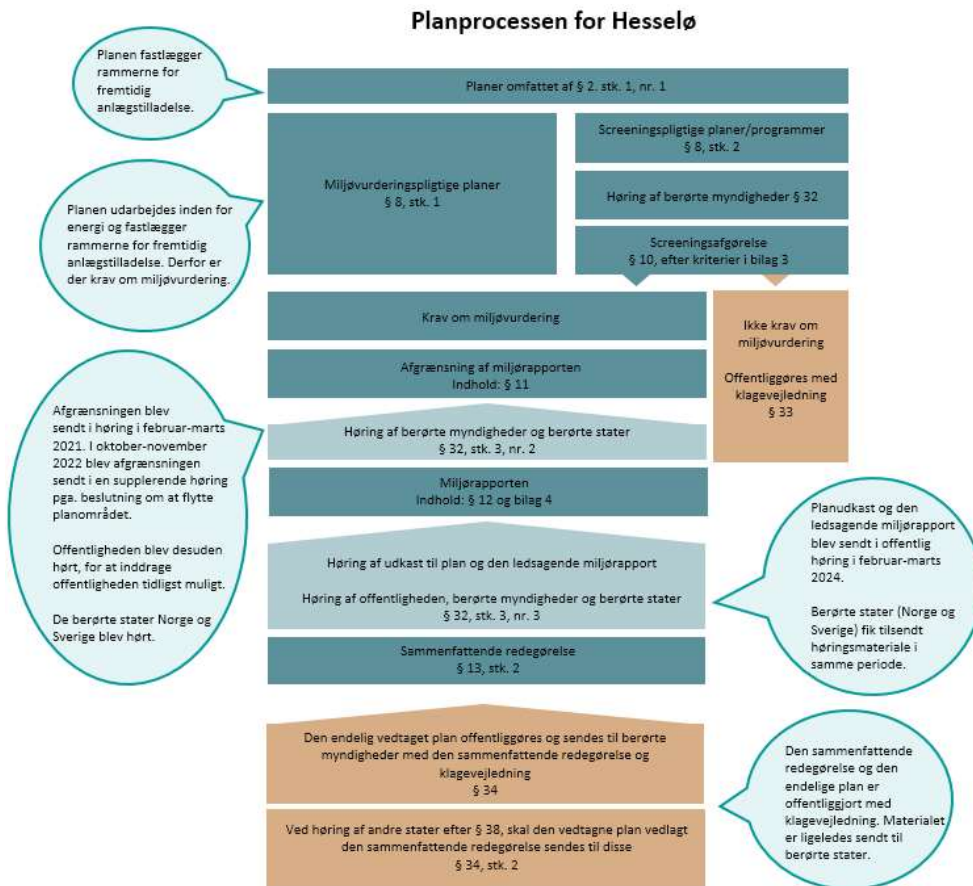 Planprocessen for Hesselø
Planen fastlægger
rammerne for
fremtidig
anlægstilladelse.
Planer omfattet af § 2. stk. 1, nr. 1
Miljøvurderingspligtige planer
§ 8, stk. 1
Screeningspligtige planer/programmer
§ 8, stk. 2
Høring af berørte myndigheder § 32
Screeningsafgørelse
§ 10, efter kriterier i bilag 3
Planen udarbejdes inden for
energi og fastlægger
rammerne for fremtidig
anlægstilladelse. Derfor er
der krav om miljøvurdering.
Krav om miljøvurdering
Ikke krav om
miljøvurdering
Offentliggøres med
klagevejledning
§ 33
Afgrænsning af miljørapporten
Indhold: § 11
Afgrænsningen blev
sendt i høring i februar-marts
2021. I oktober-november
2022 blev afgrænsningen
sendt i en supplerende høring
pga. beslutning om at flytte
planområdet.
Offentligheden blev desuden
hørt, for at inddrage
offentligheden tidligst muligt.
De berørte stater Norge og
Sverige blev hørt.
Høring af berørte myndigheder og berørte stater
§ 32, stk. 3, nr. 2
Miljørapporten
Indhold: § 12 og bilag 4
Høring af udkast til plan og den ledsagende miljørapport
Høring af offentligheden, berørte myndigheder og berørte stater
§ 32, stk. 3, nr. 3
Planudkast og den
ledsagende miljørapport
blev sendt i offentlig
høring i februar-marts
2024.
Berørte stater (Norge og
Sverige) fik tilsendt
høringsmateriale i
samme periode.
Sammenfattende redegørelse
§ 13, stk. 2
Den endelig vedtaget plan offentliggøres og sendes til berørte
myndigheder med den sammenfattende redegørelse og
klagevejledning
§ 34
Ved høring af andre stater efter § 38, skal den vedtagne plan vedlagt
den sammenfattende redegørelse sendes til disse
§ 34, stk. 2
Den sammenfattende
redegørelse og den
endelige plan er
offentliggjort med
klagevejledning. Materialet
er ligeledes sendt til
berørte stater.